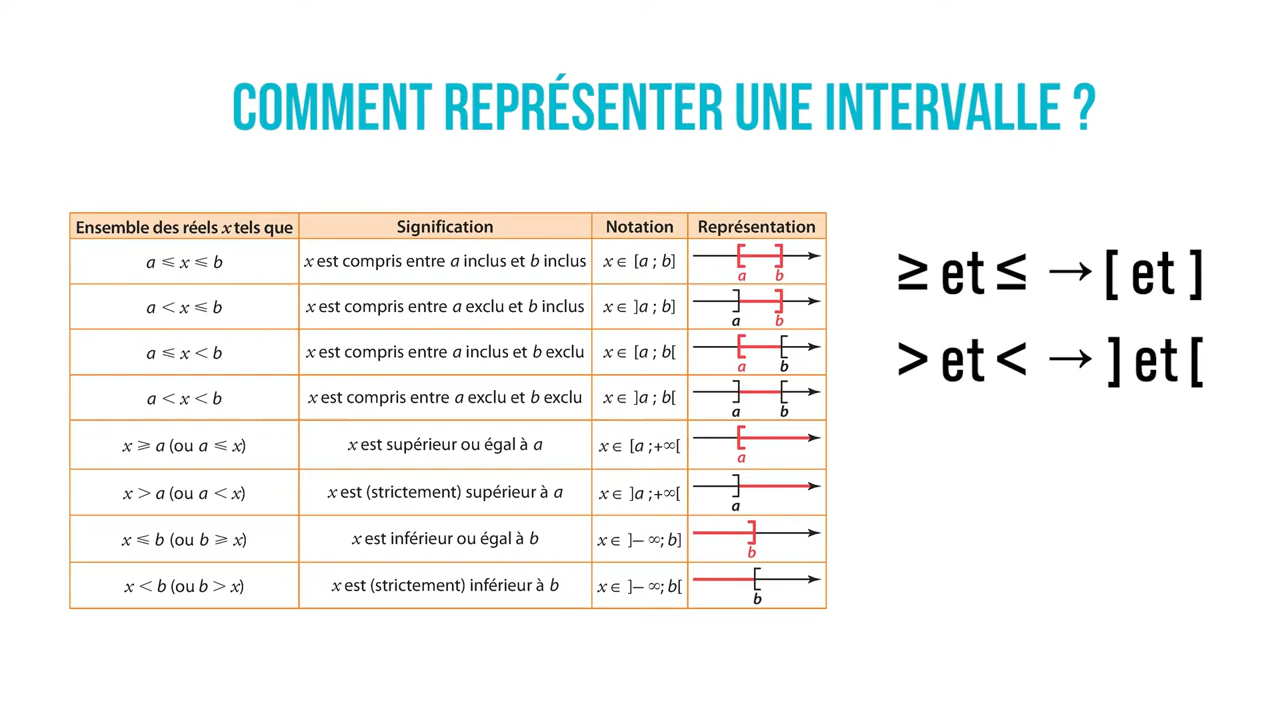 COMMENT REPRÉSENTER UNE INTERVALLE ?
Ensemble des réels x tels que Signification Notation Représentation
a ⩽ x ⩽ b x est compris entre a inclus et b inclus x ∈ [a ; b] a b
a < x ⩽ b x est compris entre a exclu et b inclus x ∈ ]a ; b] a b
a ⩽ x < b x est compris entre a inclus et b exclu x ∈ [a ; b[ a b
a < x < b x est compris entre a exclu et b exclu x ∈ ]a ; b[ a b
x ⩾ a (ou a ⩽ x) x est supérieur ou égal à a x ∈ [a ;+∞[ a
x > a (ou a < x) x est (strictement) supérieur à a x ∈ ]a ;+∞[ a
x ⩽ b (ou b ⩾ x) x est inférieur ou égal à b x ∈ ]– ∞; b] b
x < b (ou b > x) x est (strictement) inférieur à b x ∈ ]– ∞; b[ b
≥ et ≤ → [ et ]
> et < → ] et [